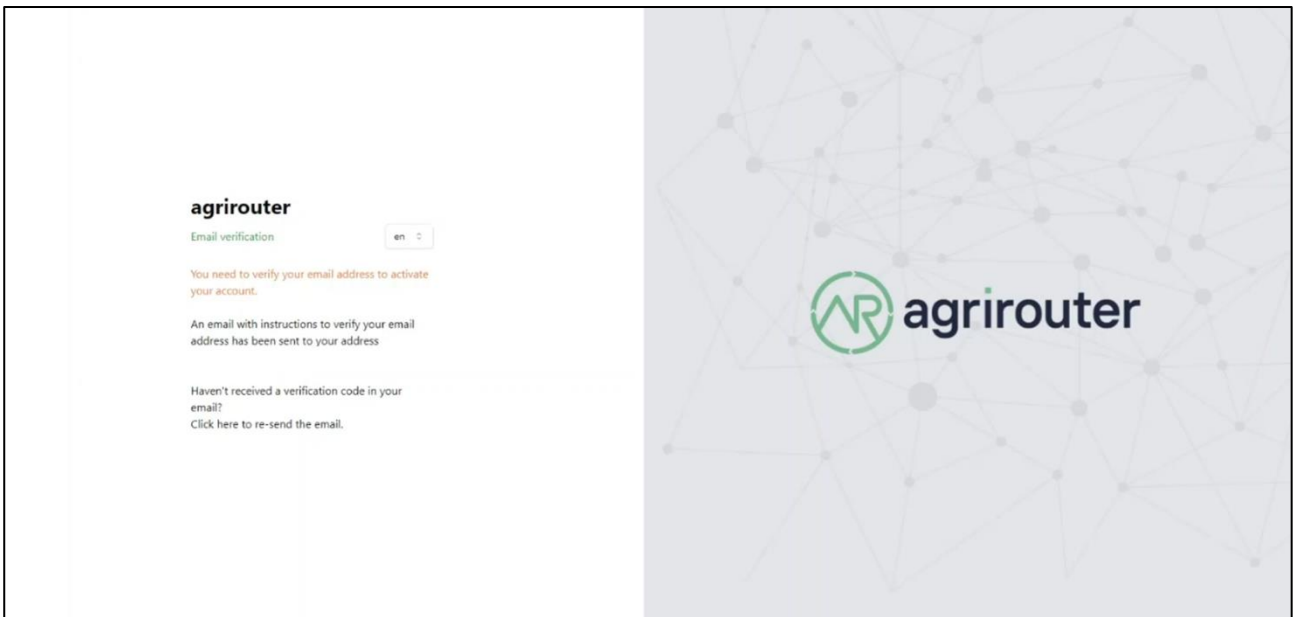 agrirouter
Email verification
en
You need to verify your email address to activate
your account.
An email with instructions to verify your email
address has been sent to your address
Haven't received a verification code in your
email?
Click here to re-send the email.
AR agrirouter